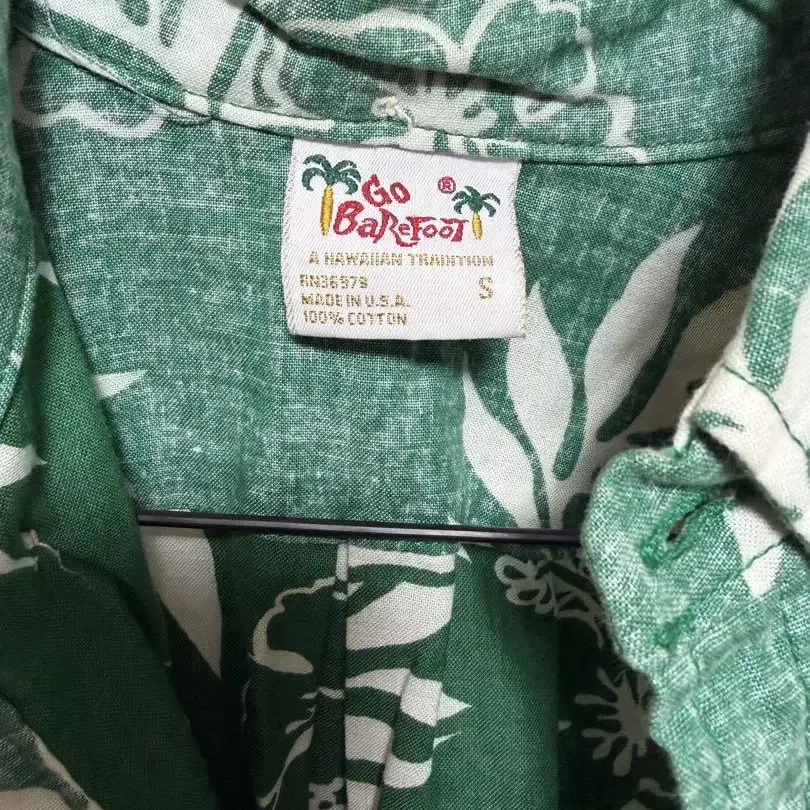 Go ®
BaReFooT
A HAWAIIAN TRADITION
RN36979
S
MADE IN U.S.A.
100% COTTON